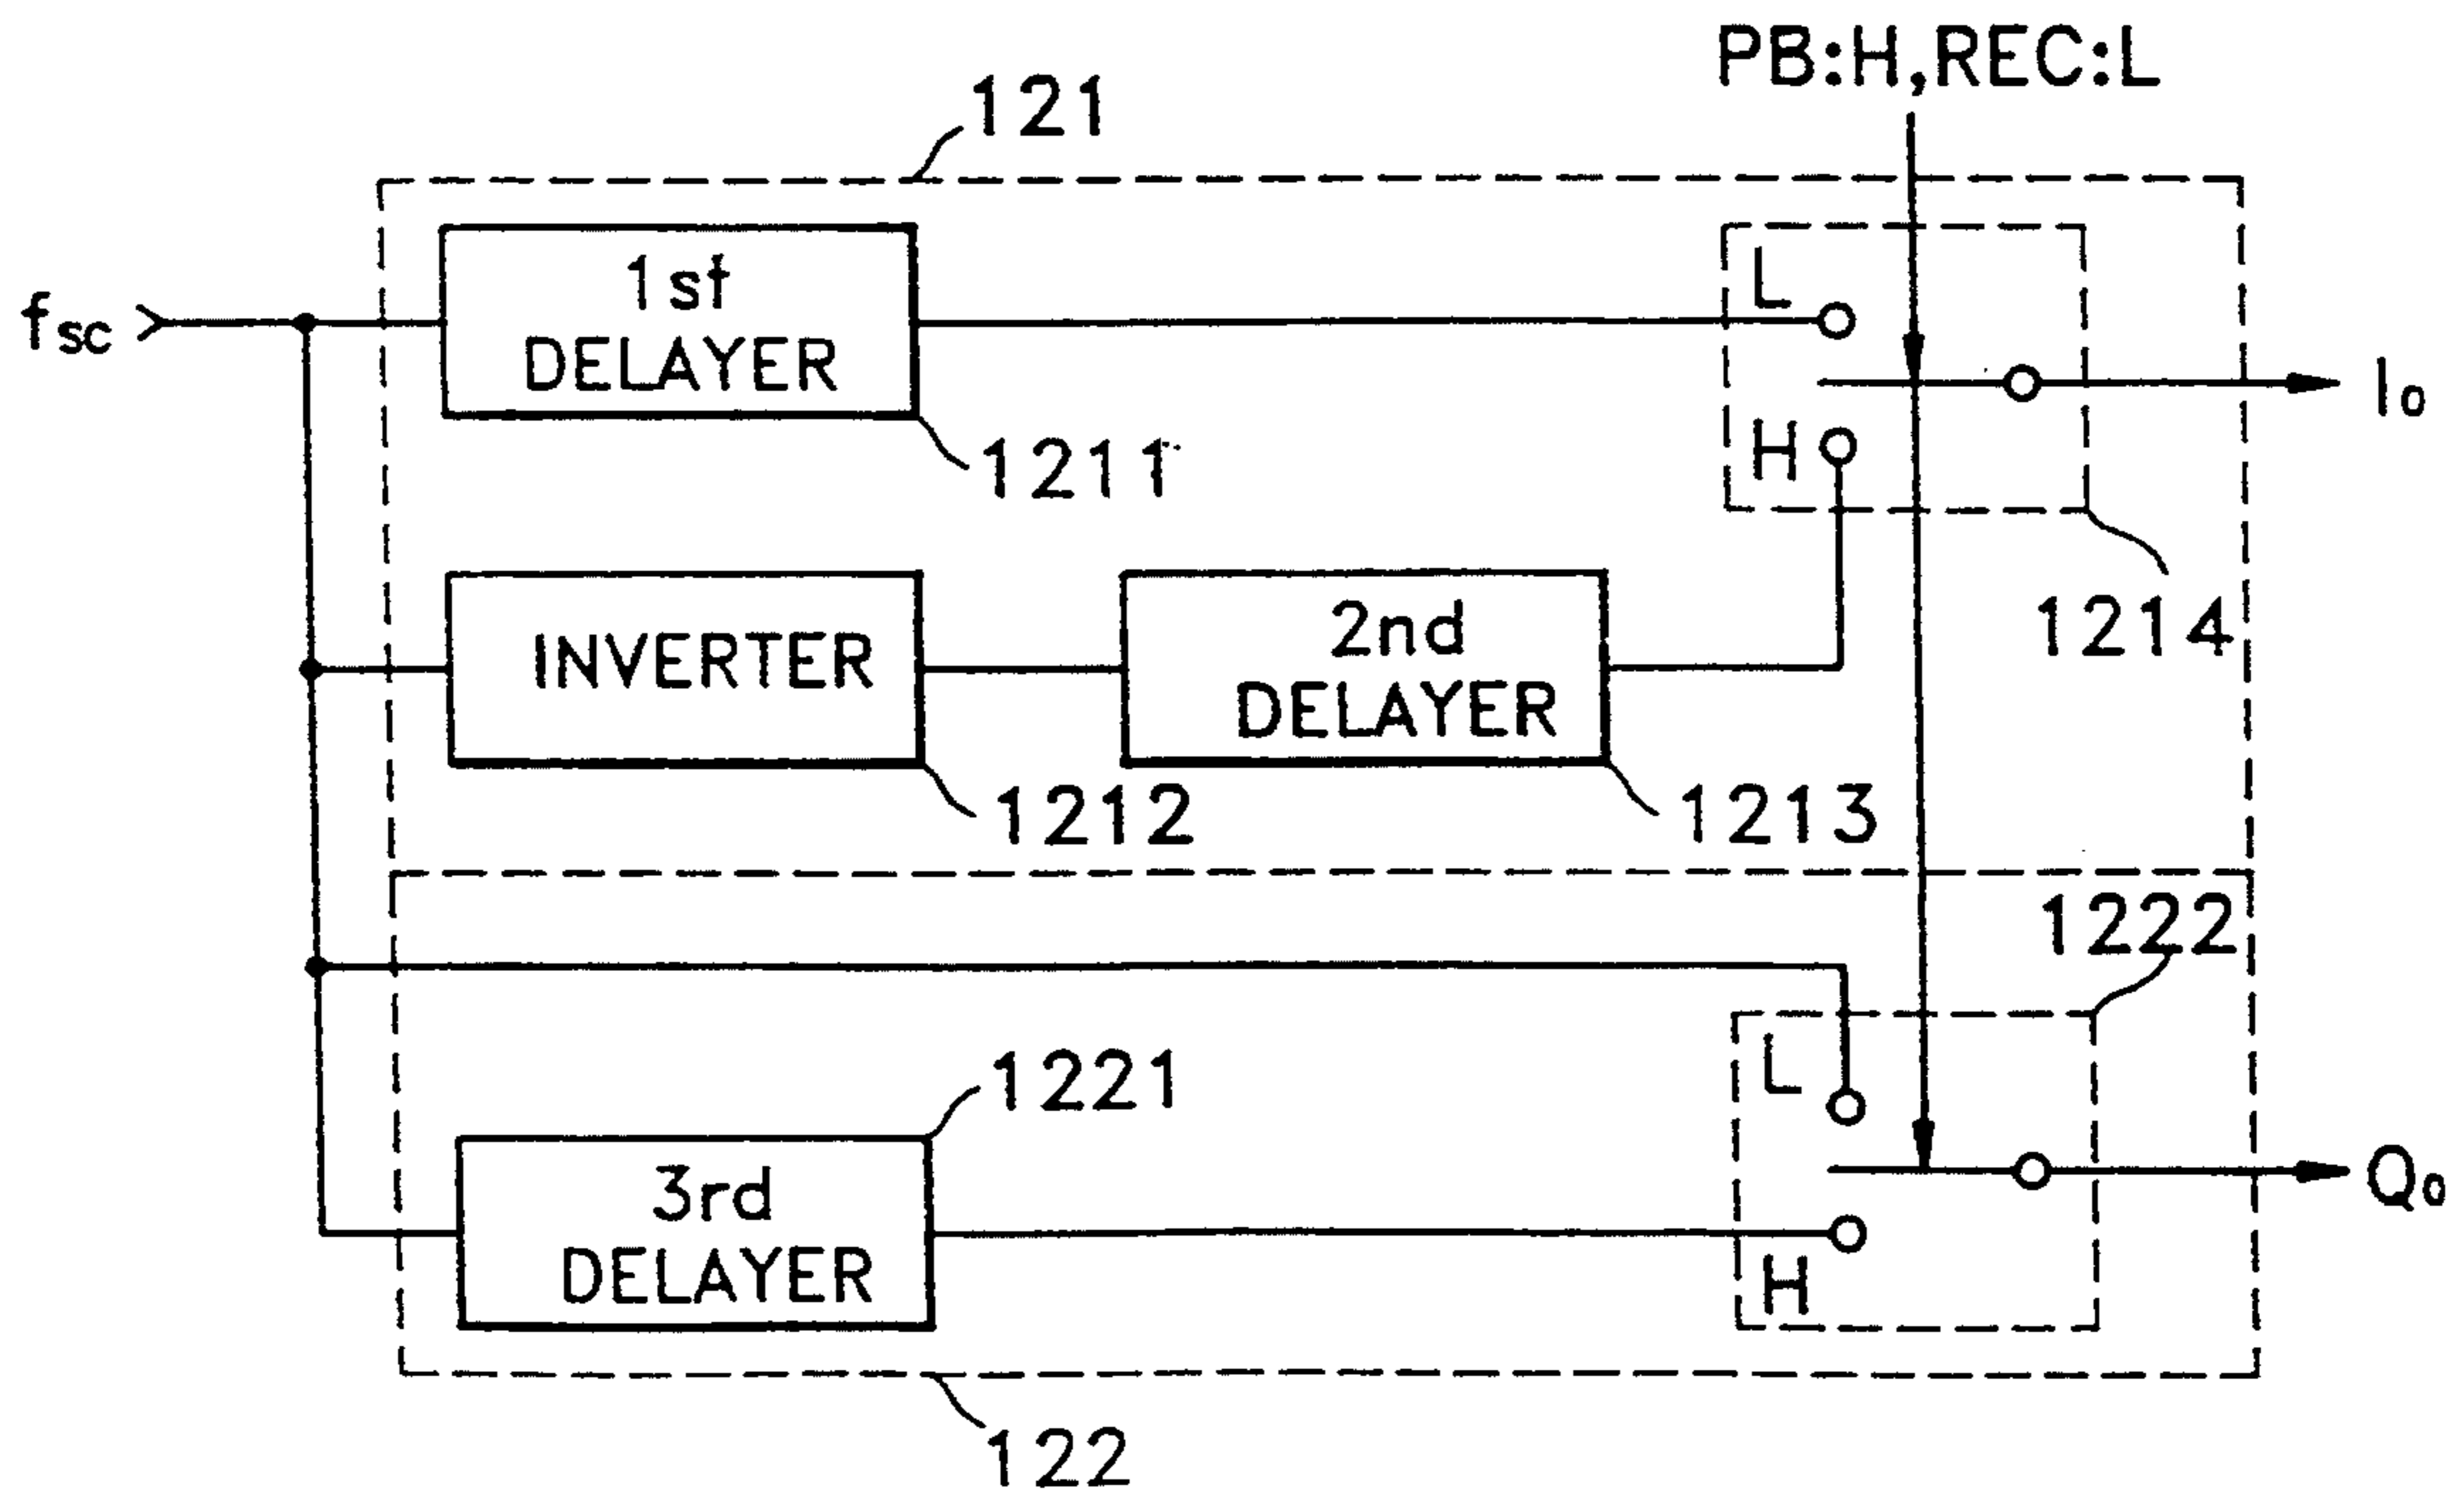 PB:H,REC:L
121
1st
DELAYER
L
fsc
Io
H
1211
INVERTER
2nd
DELAYER
1214
1212
1213
1222
L
1221
3rd
DELAYER
Qo
H
122